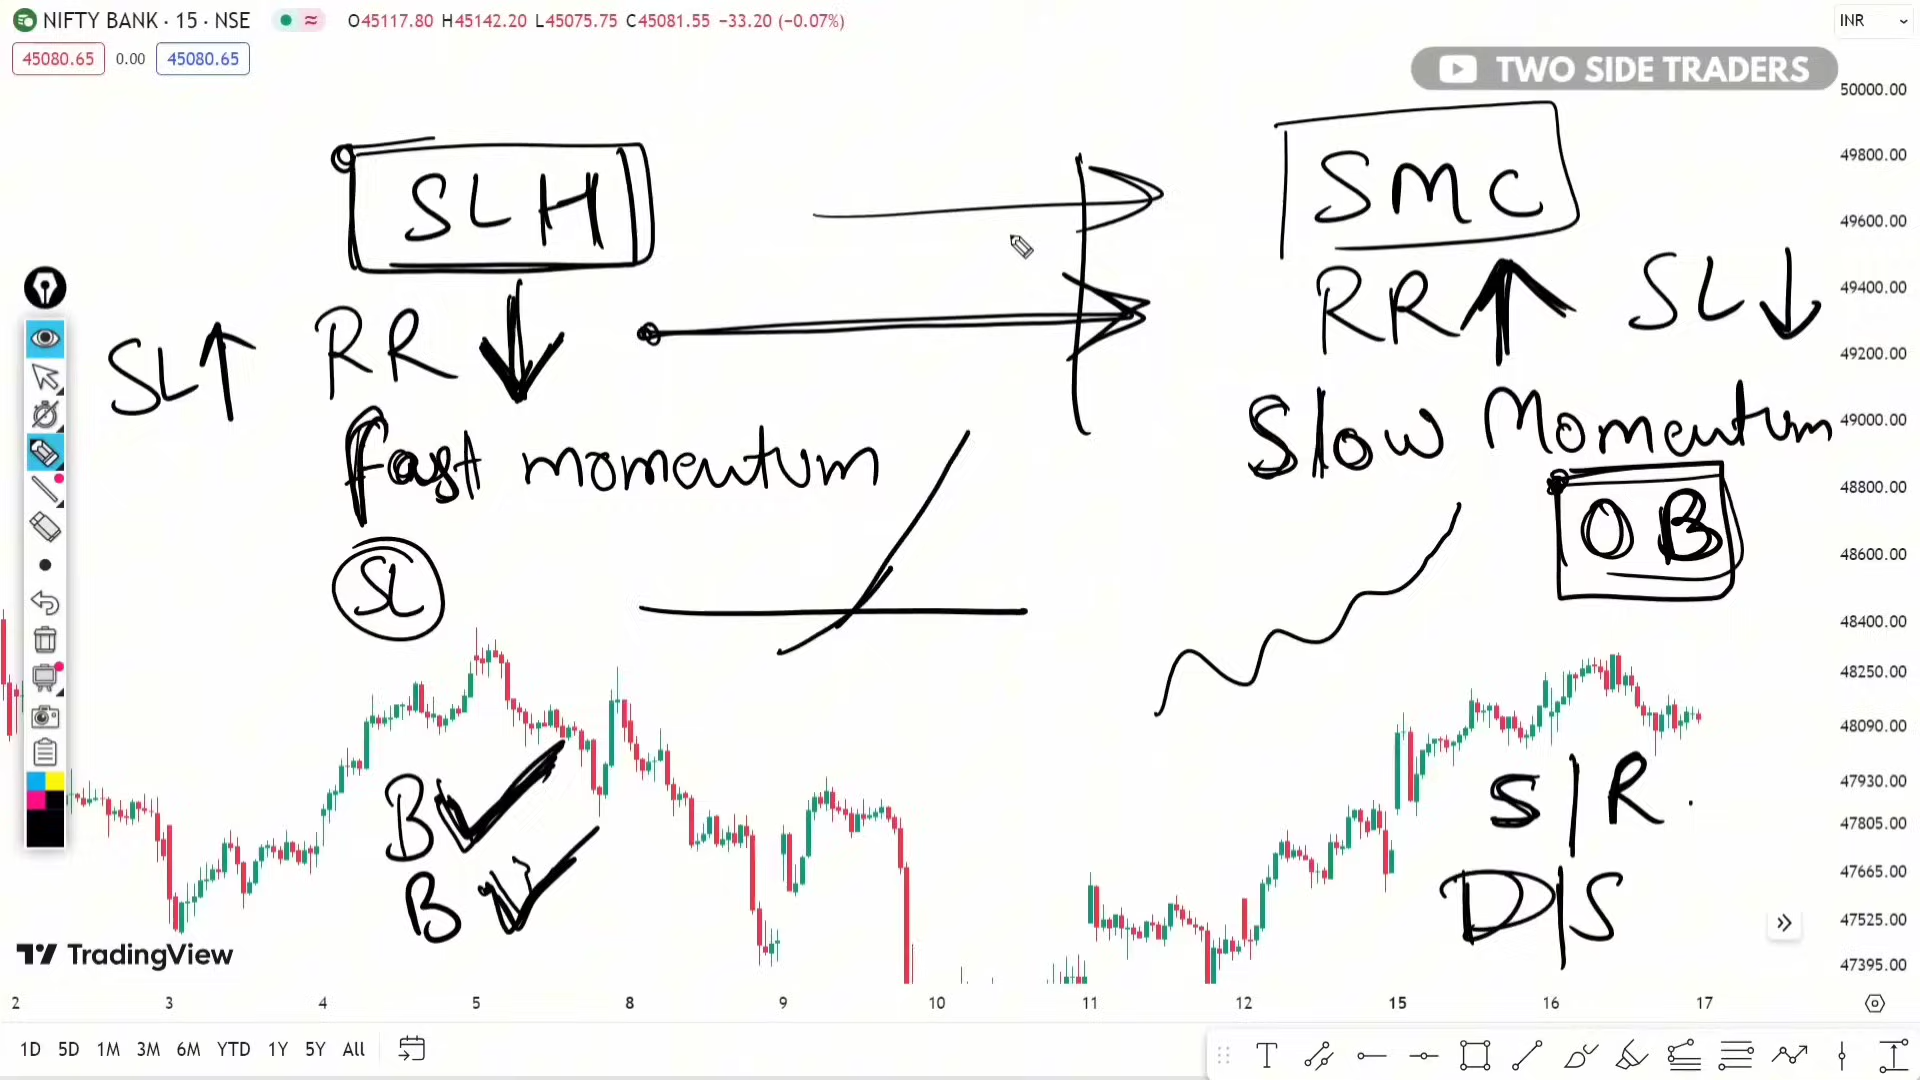 NIFTY BANK · 15 · NSE
O45117.80 H45142.20 L45075.75 C45081.55 −33.20 (−0.07%)
INR
45080.65 0.00 45080.65
TWO SIDE TRADERS
50000.00
49800.00
49600.00
49400.00
49200.00
49000.00
48800.00
48600.00
48400.00
48250.00
48090.00
47930.00
47805.00
47665.00
47525.00
47395.00
SLH
SMC
SL RR
RR SL
Fast momentum
Slow Momentum
SL
OB
B
B
S|R.
D|S
TradingView
2 3 4 5 8 9 10 11 12 15 16 17
1D 5D 1M 3M 6M YTD 1Y 5Y All